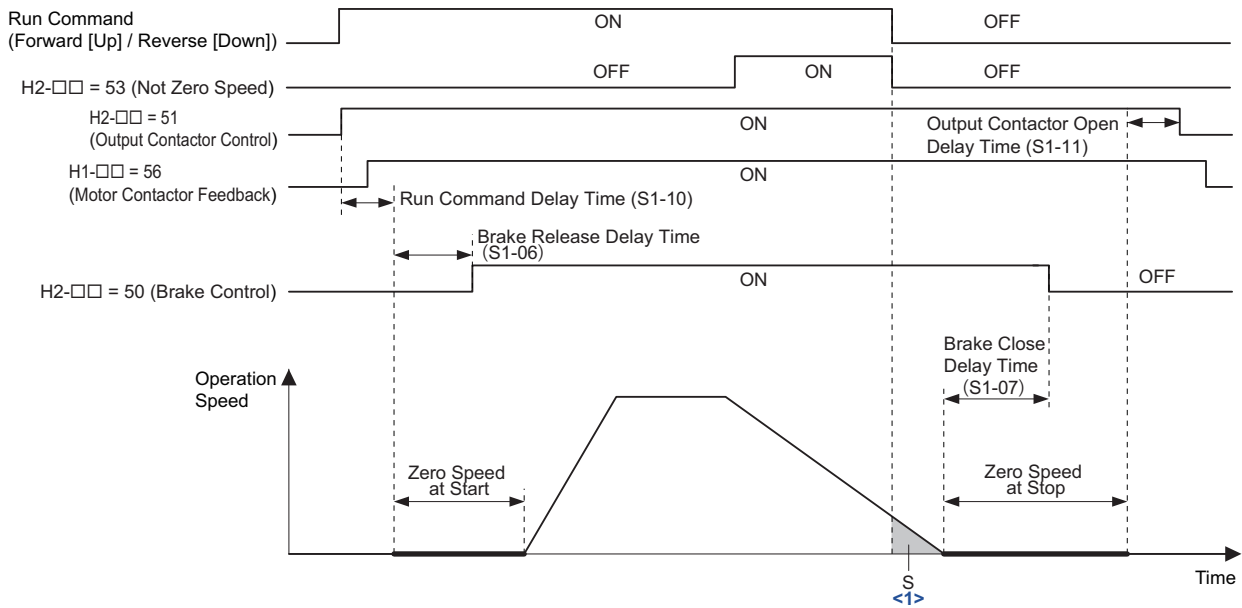 Run Command
(Forward [Up] / Reverse [Down])
ON
OFF
H2-□□ = 53 (Not Zero Speed)
OFF
ON
OFF
H2-□□ = 51
(Output Contactor Control)
ON
Output Contactor Open
Delay Time (S1-11)
H1-□□ = 56
(Motor Contactor Feedback)
ON
Run Command Delay Time (S1-10)
Brake Release Delay Time
(S1-06)
H2-□□ = 50 (Brake Control)
ON
OFF
Brake Close
Delay Time
(S1-07)
Operation
Speed
Zero Speed
at Start
Zero Speed
at Stop
S
<1>
Time